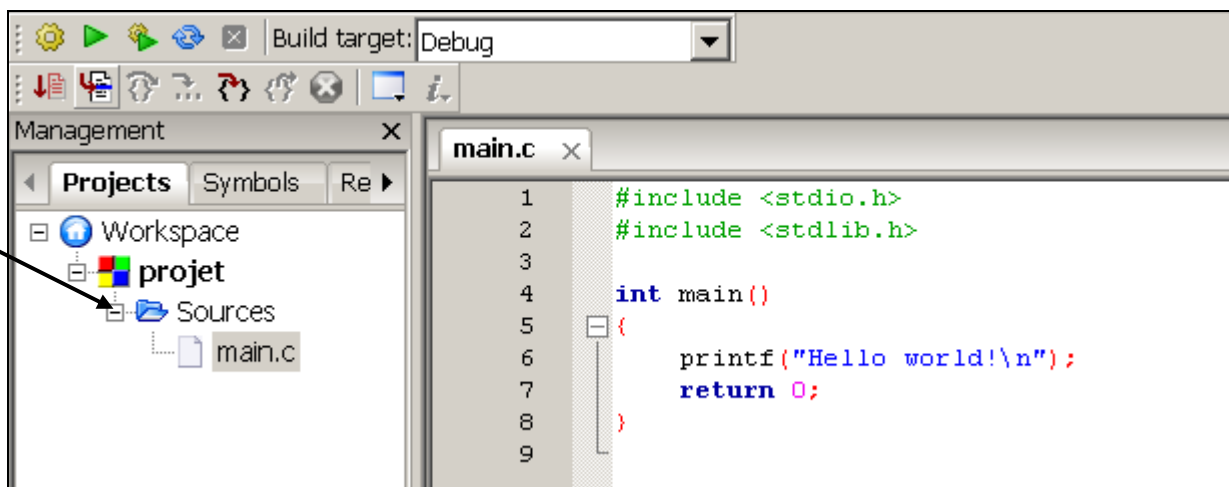 Build target: Debug
Management
Projects Symbols Re
Workspace
projet
Sources
main.c
main.c
1 #include <stdio.h>
2 #include <stdlib.h>
3
4 int main()
5 {
6 printf("Hello world!\n");
7 return 0;
8 }
9